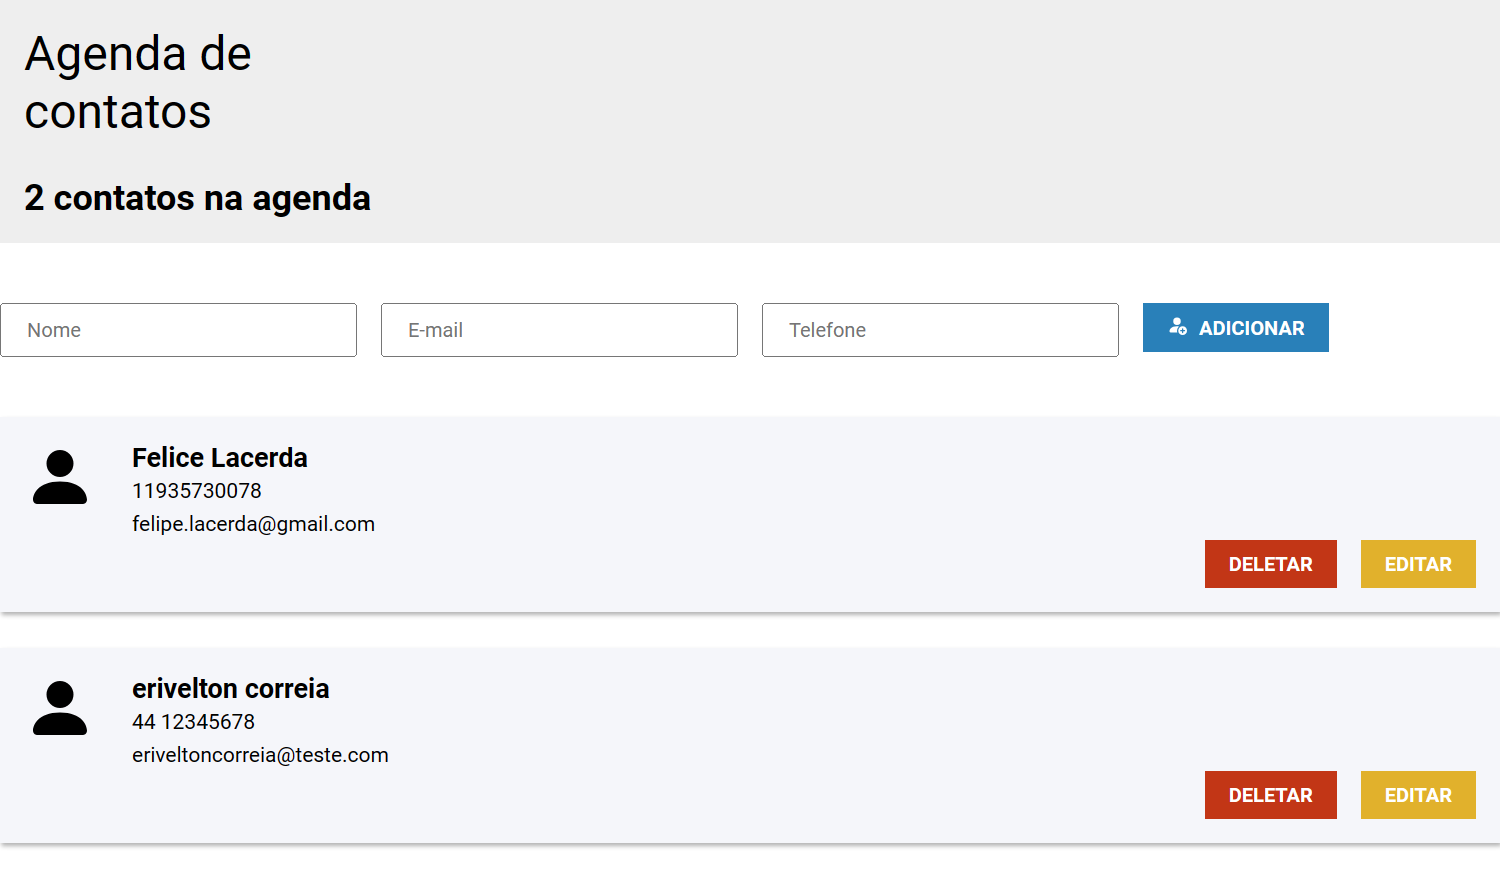 Agenda de
contatos
2 contatos na agenda
Nome
E-mail
Telefone
ADICIONAR
Felice Lacerda
11935730078
felipe.lacerda@gmail.com
DELETAR
EDITAR
erivelton correia
44 12345678
eriveltoncorreia@teste.com
DELETAR
EDITAR